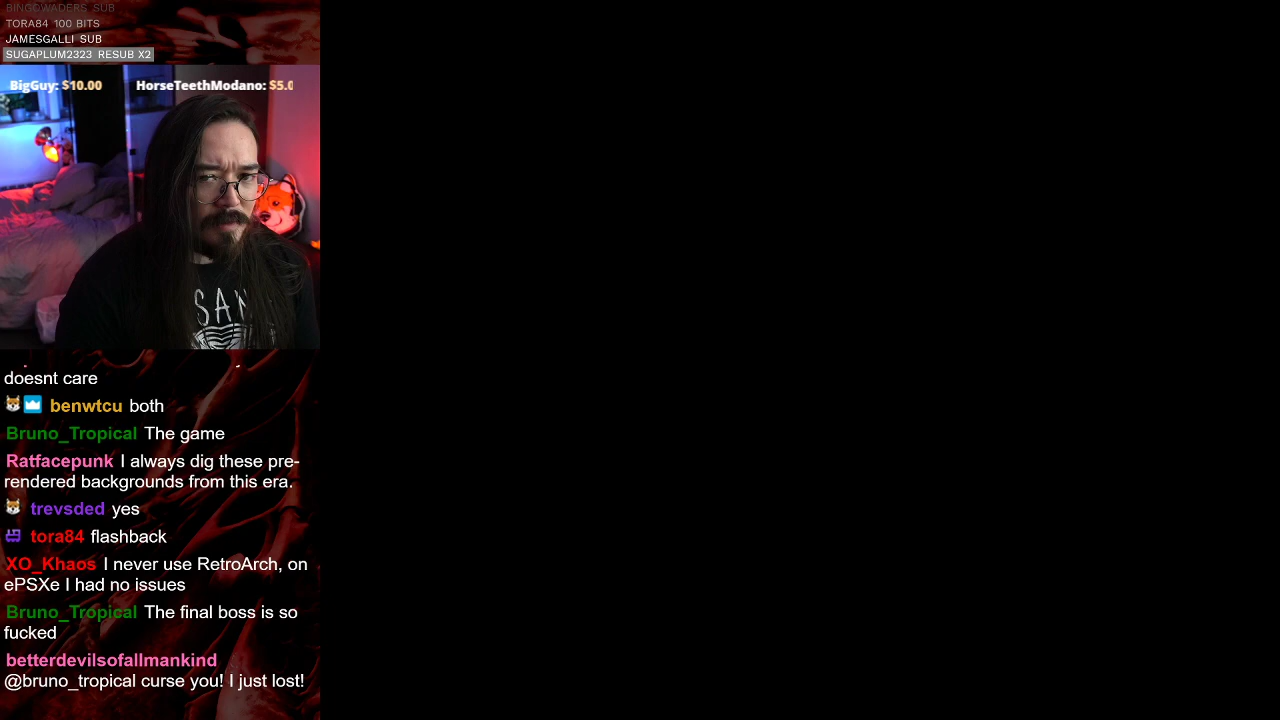 BINGOWADERS SUB
TORA84 100 BITS
JAMESGALLI SUB
SUGAPLUM2323 RESUB X2
BigGuy: $10.00 HorseTeethModano: $5.0
SAN
doesnt care
benwtcu both
Bruno_Tropical The game
Ratfacepunk I always dig these pre-
rendered backgrounds from this era.
trevsded yes
tora84 flashback
XO_Khaos I never use RetroArch, on
ePSXe I had no issues
Bruno_Tropical The final boss is so
fucked
betterdevilsofallmankind
@bruno_tropical curse you! I just lost!